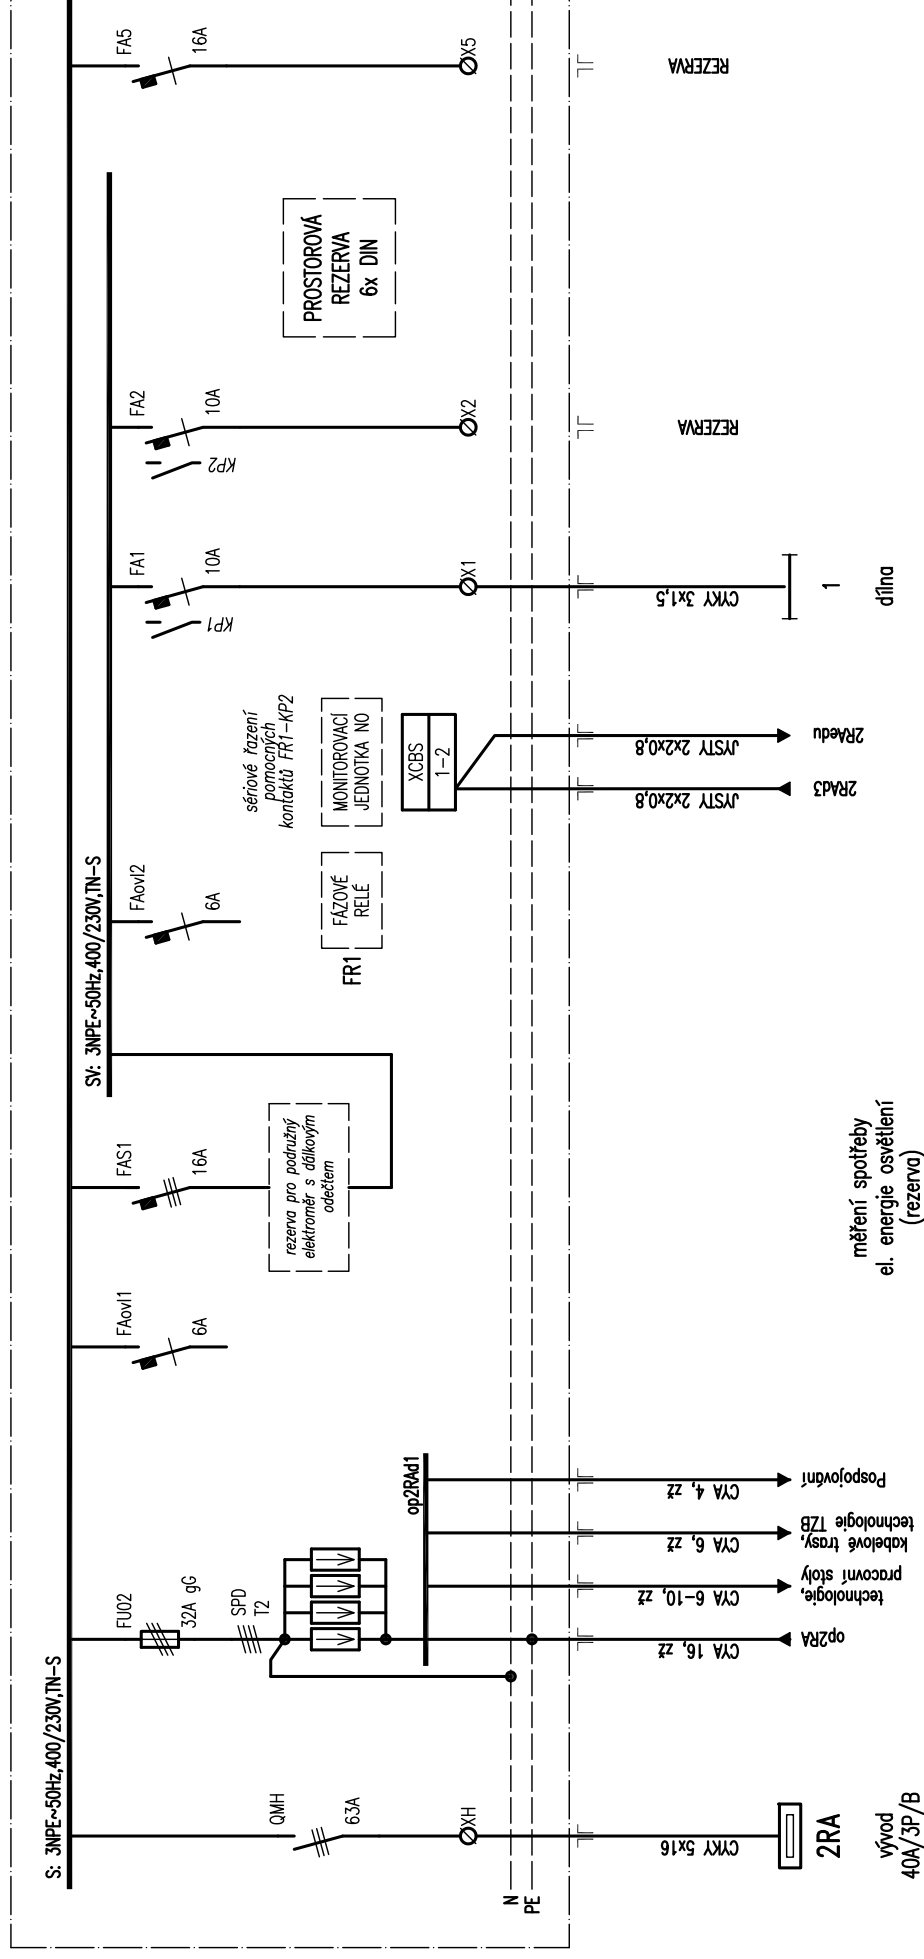 S: 3NPE~50Hz,400/230V,TN-S
QMH
63A
XH
N
PE
CYKY 5x16
2RA
vývod
40A/3P/B
FU02
32A gG
SPD
T2
op2RAd1
CYA 16, zž
op2RA
CYA 6-10, zž
technologie,
pracovní stoly
CYA 6, zž
kabelové trasy,
technologie TZB
CYA 4, zž
Pospojování
FAovl1
6A
FAS1
16A
rezerva pro podružný
elektroměr s dálkovým
odečtem
měření spotřeby
el. energie osvětlení
(rezerva)
SV: 3NPE~50Hz,400/230V,TN-S
FAovl2
6A
FR1
FÁZOVÉ
RELÉ
sériové řazení
pomocných
kontaktů FR1-KP2
MONITOROVACÍ
JEDNOTKA NO
XCBS
1-2
JYSTY 2x2x0,8
2RAd3
JYSTY 2x2x0,8
2RAedu
FA1
10A
KP1
X1
CYKY 3x1,5
1
dílna
FA2
10A
KP2
X2
REZERVA
PROSTOROVÁ
REZERVA
6x DIN
FA5
16A
X5
REZERVA